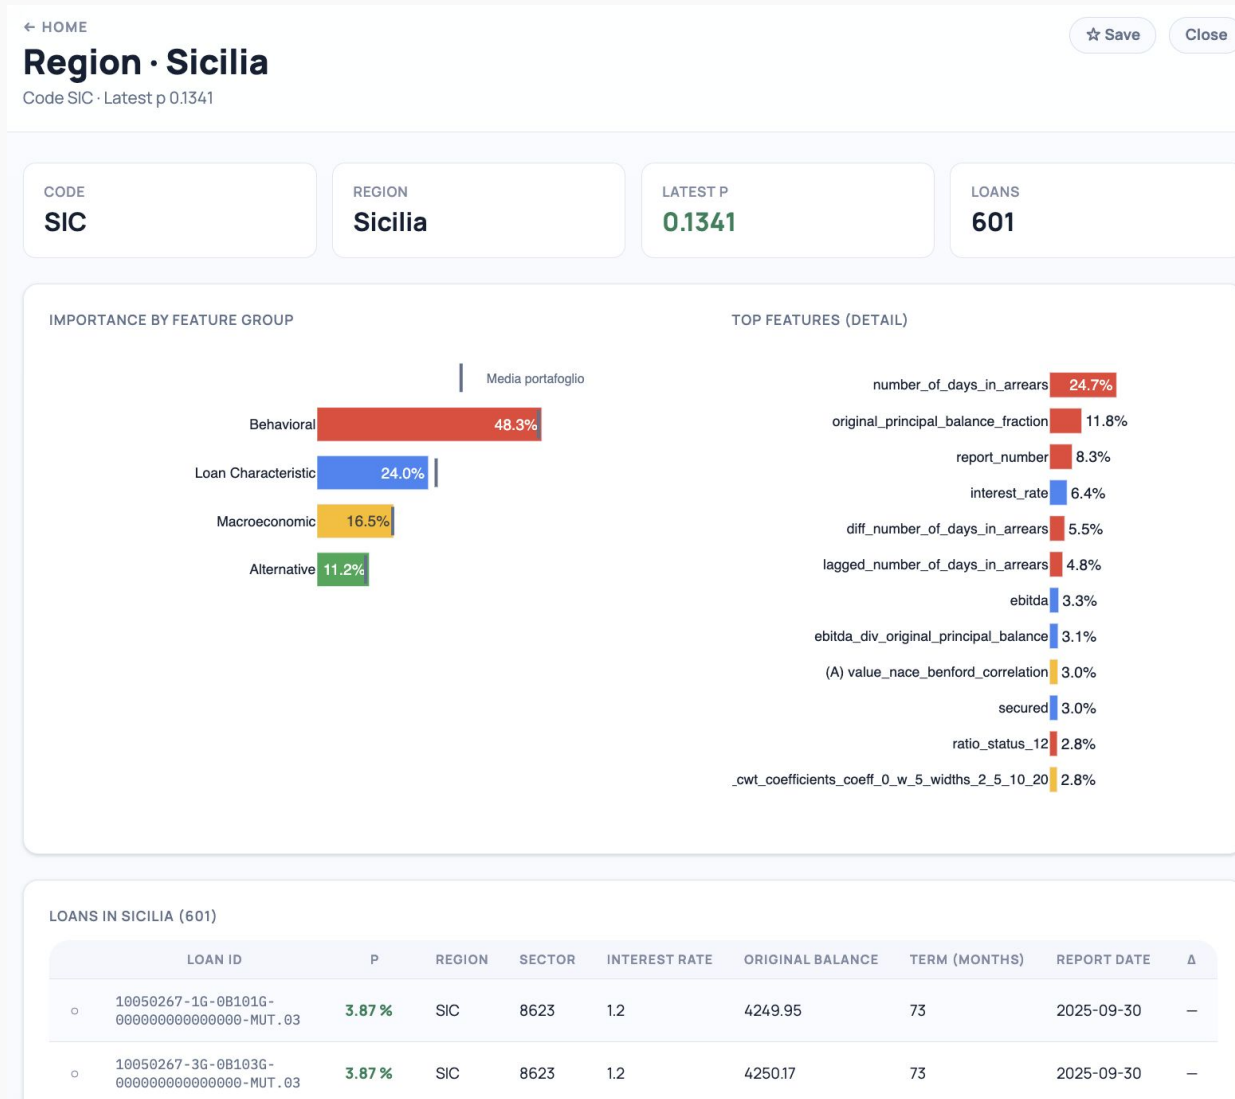 ← HOME
☆ Save
Close
Region · Sicilia
Code SIC · Latest p 0.1341
CODE
SIC
REGION
Sicilia
LATEST P
0.1341
LOANS
601
IMPORTANCE BY FEATURE GROUP
Media portafoglio
Behavioral 48.3%
Loan Characteristic 24.0%
Macroeconomic 16.5%
Alternative 11.2%
TOP FEATURES (DETAIL)
number_of_days_in_arrears 24.7%
original_principal_balance_fraction 11.8%
report_number 8.3%
interest_rate 6.4%
diff_number_of_days_in_arrears 5.5%
lagged_number_of_days_in_arrears 4.8%
ebitda 3.3%
ebitda_div_original_principal_balance 3.1%
(A) value_nace_benford_correlation 3.0%
secured 3.0%
ratio_status_12 2.8%
_cwt_coefficients_coeff_0_w_5_widths_2_5_10_20 2.8%
LOANS IN SICILIA (601)
LOAN ID P REGION SECTOR INTEREST RATE ORIGINAL BALANCE TERM (MONTHS) REPORT DATE Δ
10050267-1G-0B101G-
000000000000000-MUT.03 3.87 % SIC 8623 1.2 4249.95 73 2025-09-30 —
10050267-3G-0B103G-
000000000000000-MUT.03 3.87 % SIC 8623 1.2 4250.17 73 2025-09-30 —